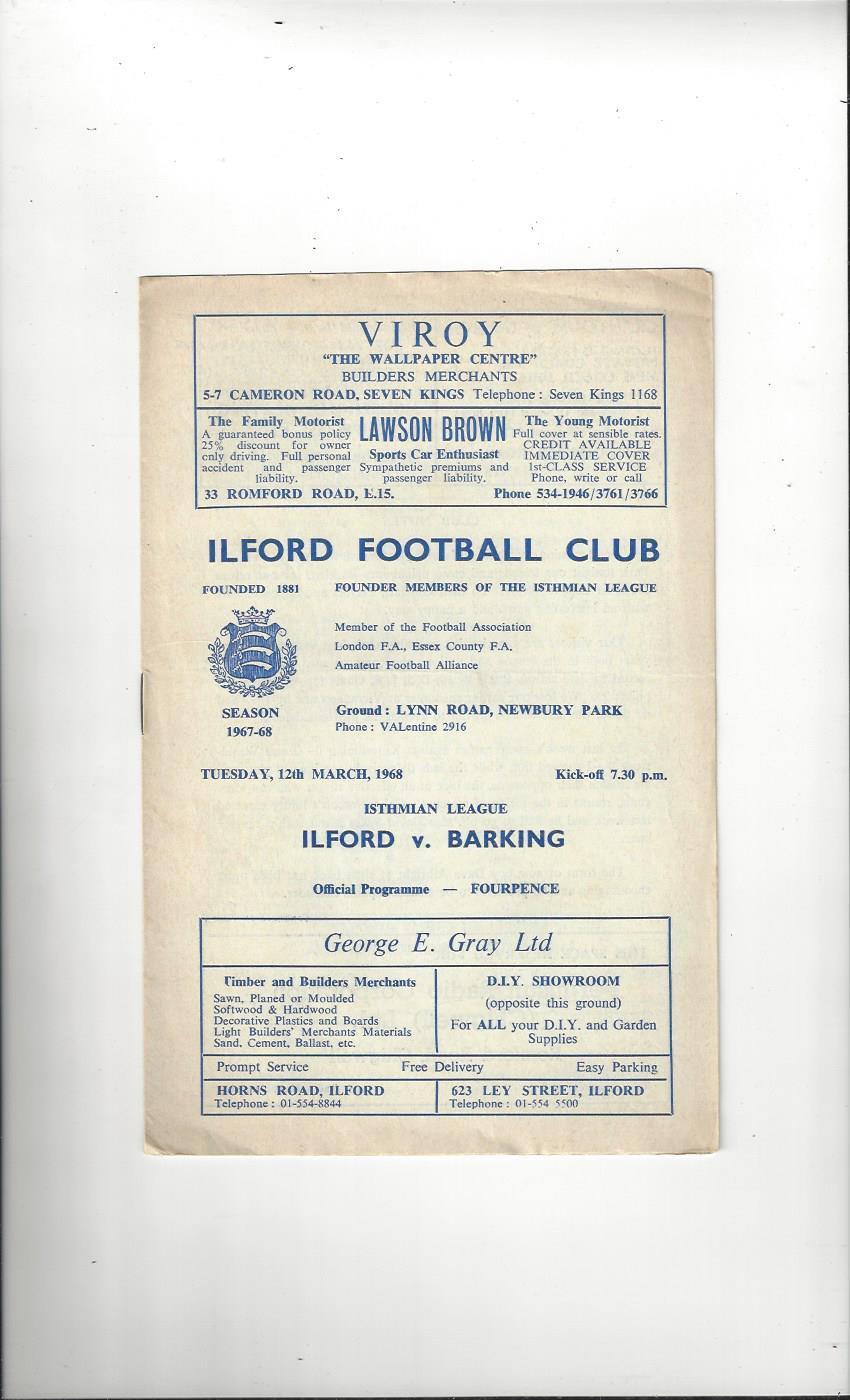 VIROY
"THE WALLPAPER CENTRE"
BUILDERS MERCHANTS
5-7 CAMERON ROAD, SEVEN KINGS Telephone: Seven Kings 1168
The Family Motorist
A guaranteed bonus policy
25% discount for owner
only driving. Full personal
accident and passenger
liability.
LAWSON BROWN
Sports Car Enthusiast
Sympathetic premiums and
passenger liability.
The Young Motorist
Full cover at sensible rates.
CREDIT AVAILABLE
IMMEDIATE COVER
1st-CLASS SERVICE
Phone, write or call
33 ROMFORD ROAD, E.15. Phone 534-1946/3761/3766
ILFORD FOOTBALL CLUB
FOUNDED 1881 FOUNDER MEMBERS OF THE ISTHMIAN LEAGUE
Member of the Football Association
London F.A., Essex County F.A.
Amateur Football Alliance
SEASON
1967-68
Ground: LYNN ROAD, NEWBURY PARK
Phone: VALentine 2916
TUESDAY, 12th MARCH, 1968 Kick-off 7.30 p.m.
ISTHMIAN LEAGUE
ILFORD v. BARKING
Official Programme — FOURPENCE
George E. Gray Ltd
Timber and Builders Merchants
Sawn, Planed or Moulded
Softwood & Hardwood
Decorative Plastics and Boards
Light Builders' Merchants Materials
Sand, Cement, Ballast, etc.
D.I.Y. SHOWROOM
(opposite this ground)
For ALL your D.I.Y. and Garden
Supplies
Prompt Service Free Delivery Easy Parking
HORNS ROAD, ILFORD
Telephone: 01-554-8844
623 LEY STREET, ILFORD
Telephone: 01-554 5500